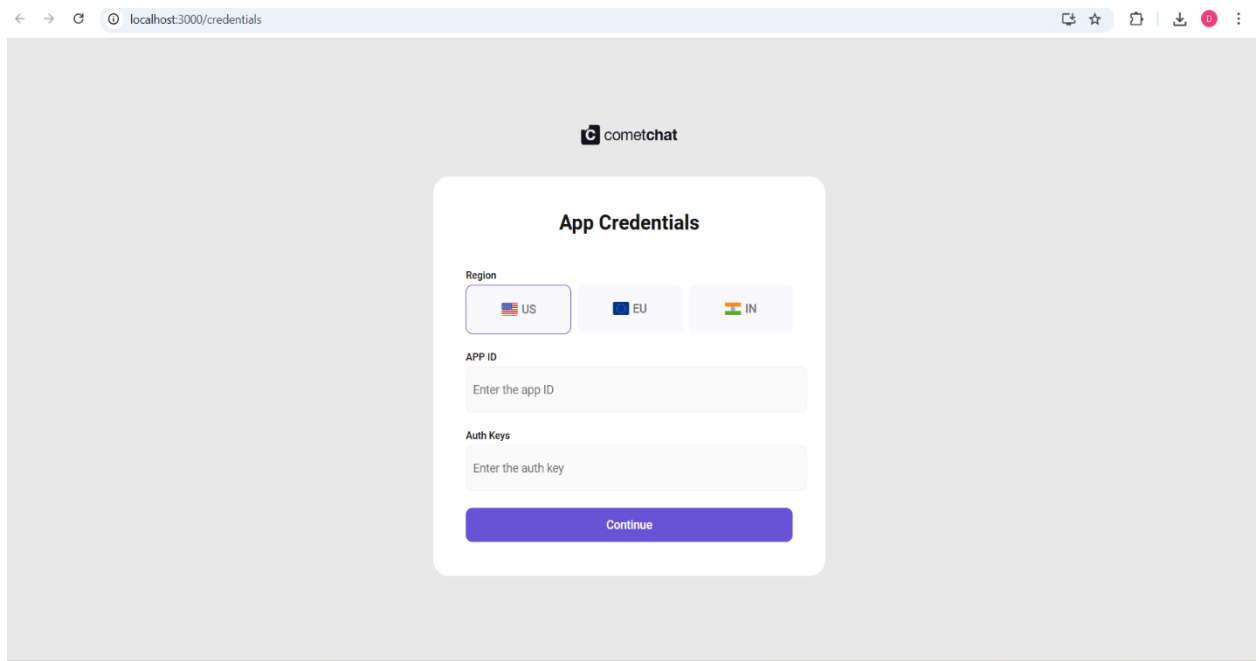 localhost:3000/credentials
D
C cometchat
App Credentials
Region
US EU IN
APP ID
Enter the app ID
Auth Keys
Enter the auth key
Continue